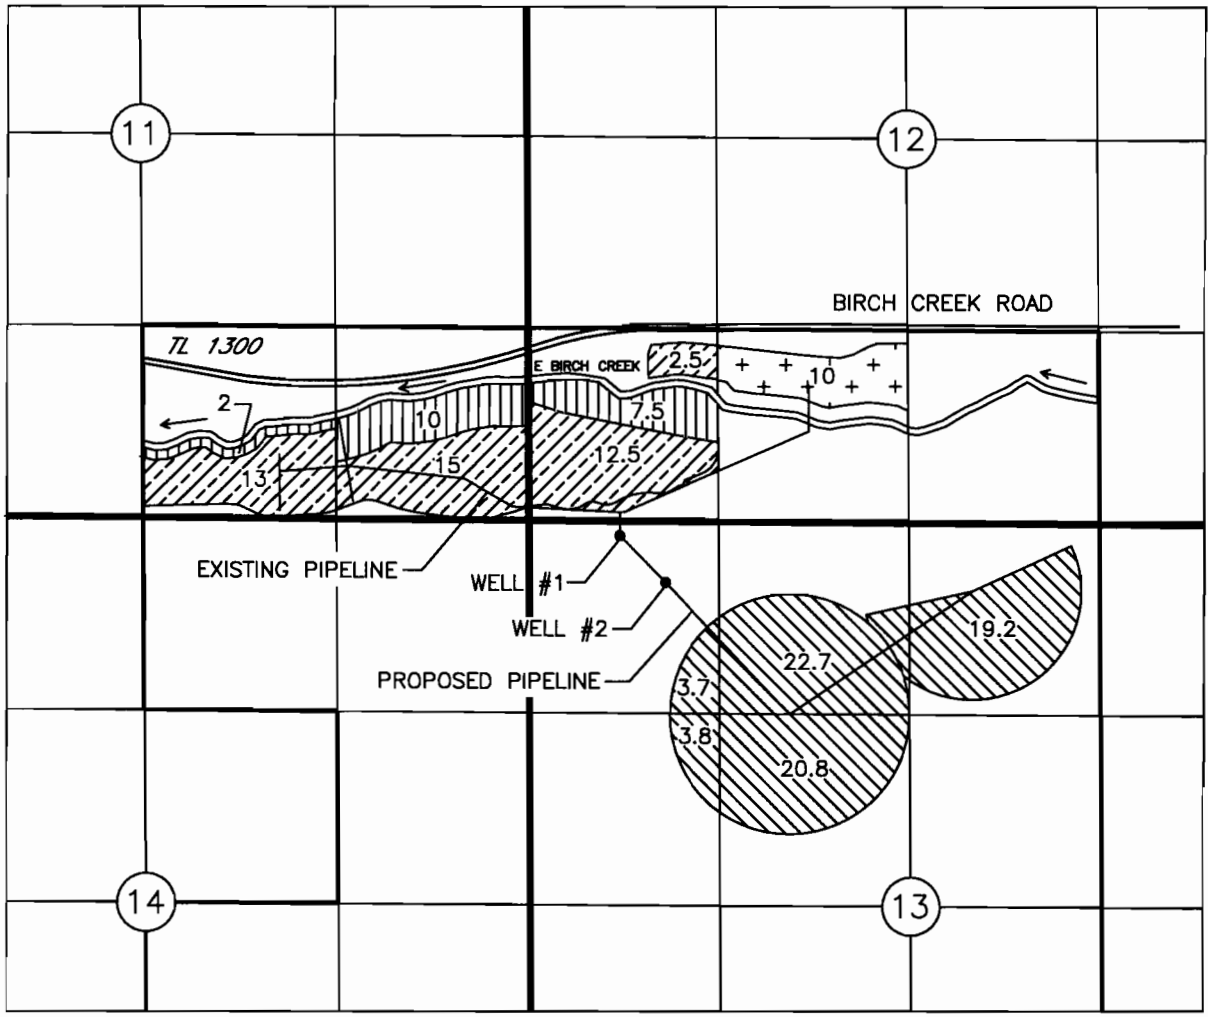 11
12
BIRCH CREEK ROAD
TL 1300
E BIRCH CREEK
2.5
10
2
10
7.5
13
15
12.5
EXISTING PIPELINE
WELL #1
WELL #2
19.2
22.7
PROPOSED PIPELINE
3.7
3.8
20.8
14
13